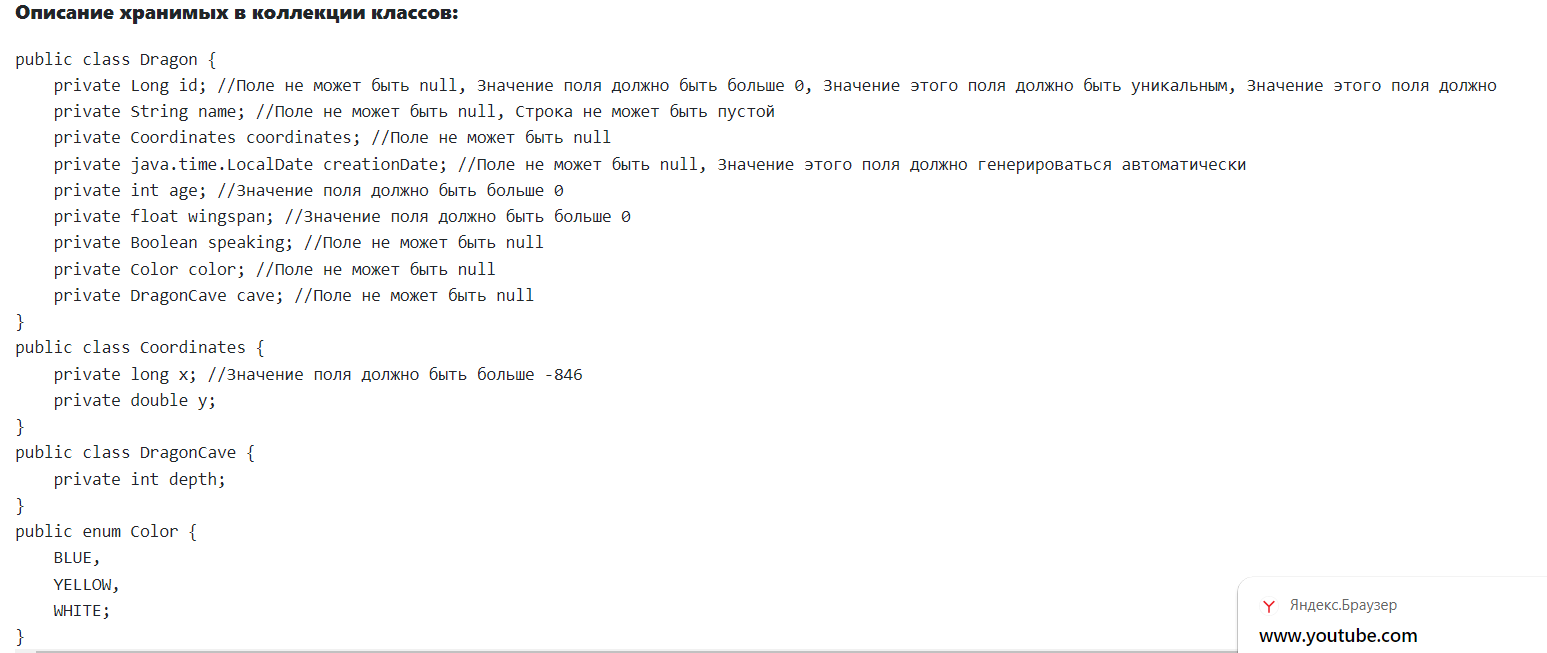 Описание хранимых в коллекции классов:
public class Dragon {
    private Long id; //Поле не может быть null, Значение поля должно быть больше 0, Значение этого поля должно быть уникальным, Значение этого поля должно
    private String name; //Поле не может быть null, Строка не может быть пустой
    private Coordinates coordinates; //Поле не может быть null
    private java.time.LocalDate creationDate; //Поле не может быть null, Значение этого поля должно генерироваться автоматически
    private int age; //Значение поля должно быть больше 0
    private float wingspan; //Значение поля должно быть больше 0
    private Boolean speaking; //Поле не может быть null
    private Color color; //Поле не может быть null
    private DragonCave cave; //Поле не может быть null
}
public class Coordinates {
    private long x; //Значение поля должно быть больше -846
    private double y;
}
public class DragonCave {
    private int depth;
}
public enum Color {
    BLUE,
    YELLOW,
    WHITE;
}
Яндекс.Браузер
www.youtube.com